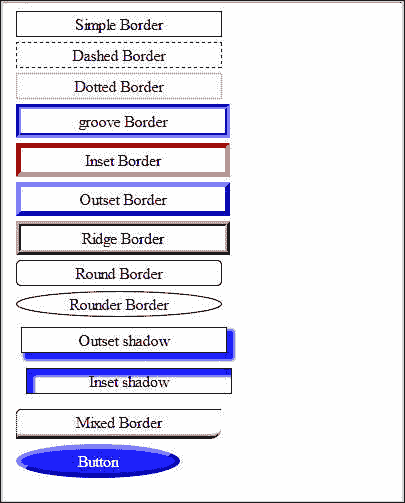 Simple Border
Dashed Border
Dotted Border
groove Border
Inset Border
Outset Border
Ridge Border
Round Border
Rounder Border
Outset shadow
Inset shadow
Mixed Border
Button